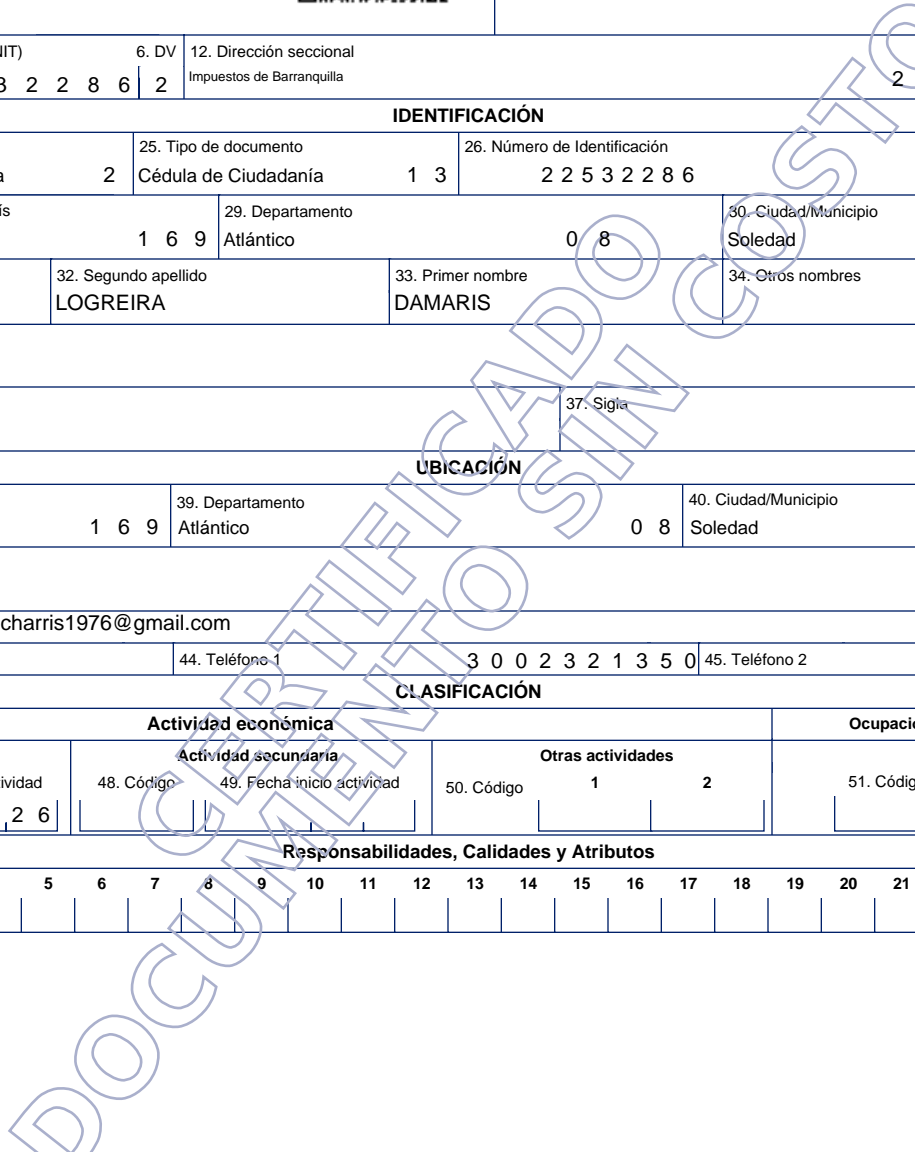 NIT) 6. DV 12. Dirección seccional
3 2 2 8 6 2 Impuestos de Barranquilla 2
IDENTIFICACIÓN
25. Tipo de documento 26. Número de Identificación
a 2 Cédula de Ciudadanía 1 3 2 2 5 3 2 2 8 6
ís 29. Departamento 30. Ciudad/Municipio
1 6 9 Atlántico 0 8 Soledad
32. Segundo apellido 33. Primer nombre 34. Otros nombres
LOGREIRA DAMARIS
37. Sigla
UBICACIÓN
39. Departamento 40. Ciudad/Municipio
1 6 9 Atlántico 0 8 Soledad
charris1976@gmail.com
44. Teléfono 1 3 0 0 2 3 2 1 3 5 0 45. Teléfono 2
CLASIFICACIÓN
Actividad económica Ocupació
Actividad secundaria Otras actividades
tividad 48. Código 49. Fecha inicio actividad 50. Código 1 2 51. Códig
2 6
Responsabilidades, Calidades y Atributos
5 6 7 8 9 10 11 12 13 14 15 16 17 18 19 20 21
CERTIFICADO
DOCUMENTO SIN COSTO